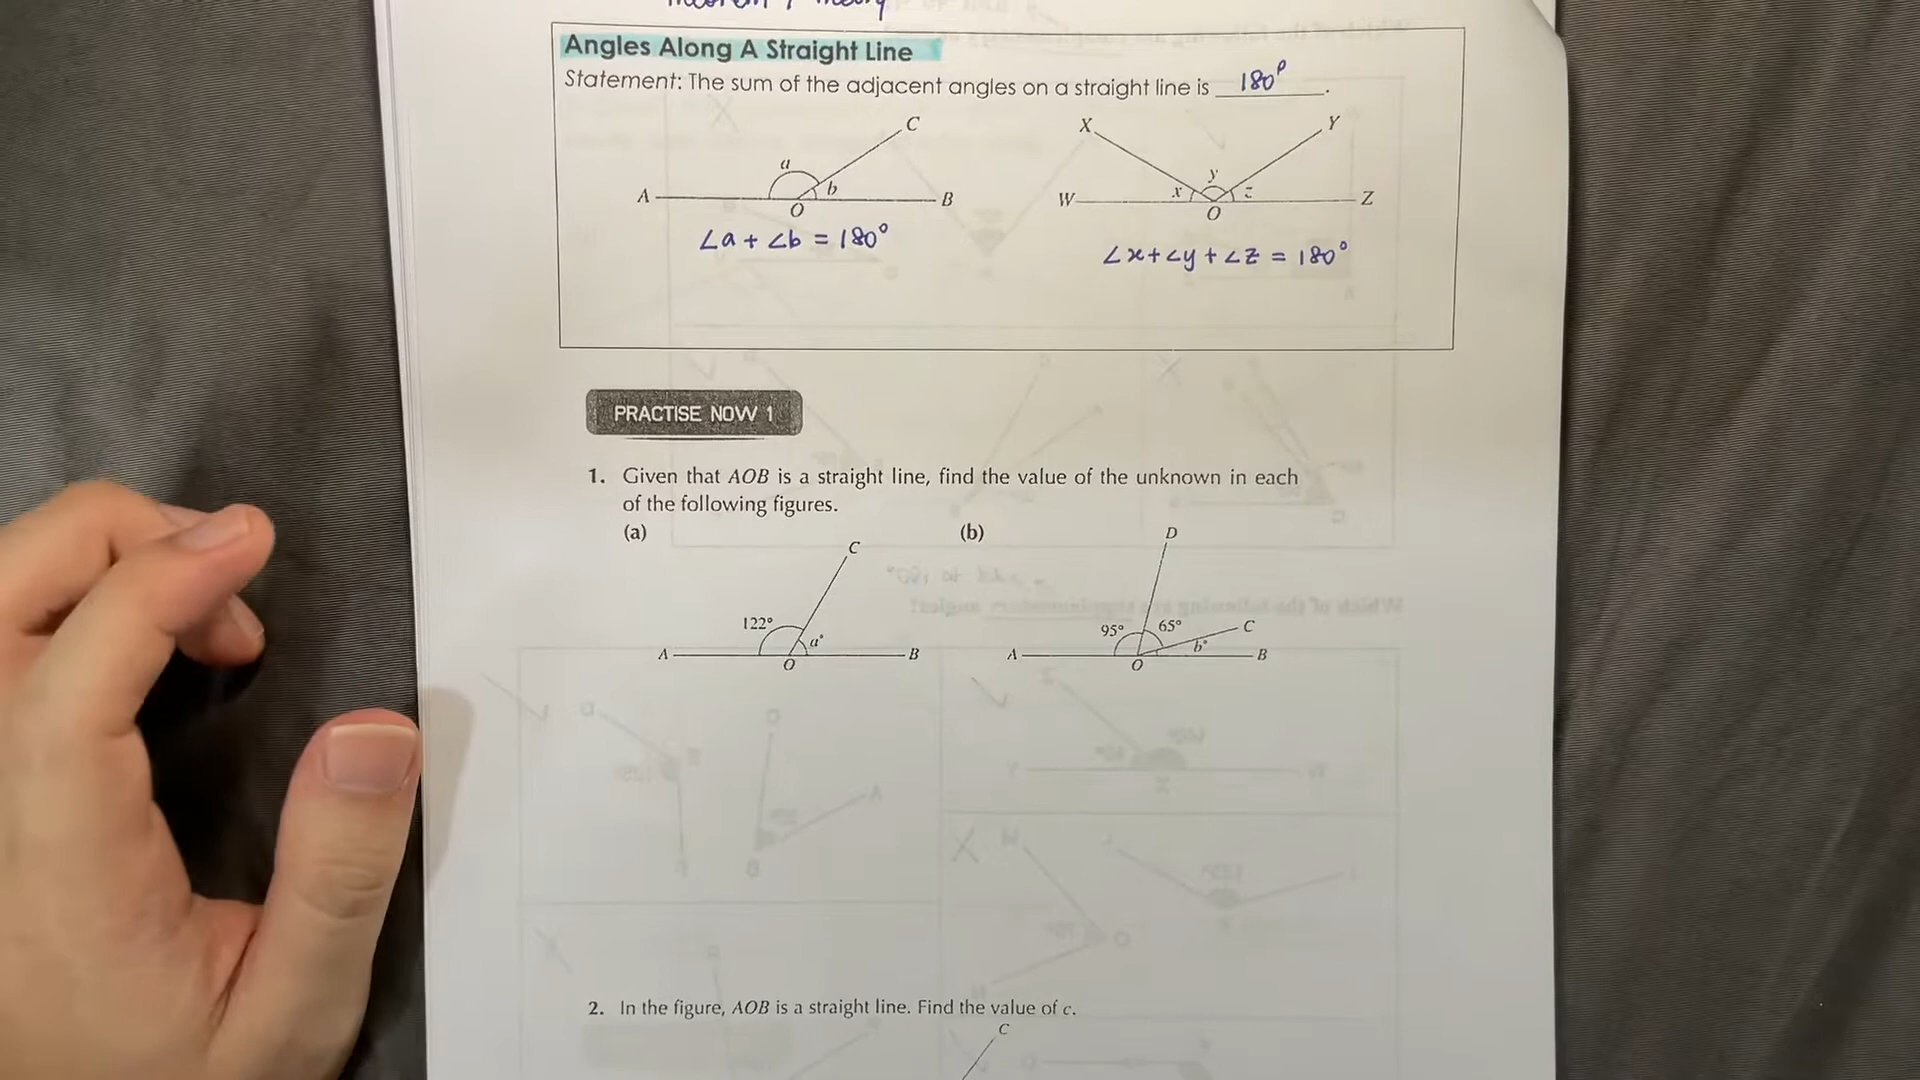 Theorem / Theory
Angles Along A Straight Line
Statement: The sum of the adjacent angles on a straight line is 180°.
C
a
b
A
B
O
∠a + ∠b = 180°
X
Y
y
x
z
W
Z
O
∠x+∠y+∠z = 180°
PRACTISE NOW 1
1. Given that AOB is a straight line, find the value of the unknown in each
of the following figures.
(a)
C
122°
a°
A
B
O
(b)
D
95°
65°
C
b°
A
B
O
2. In the figure, AOB is a straight line. Find the value of c.
C